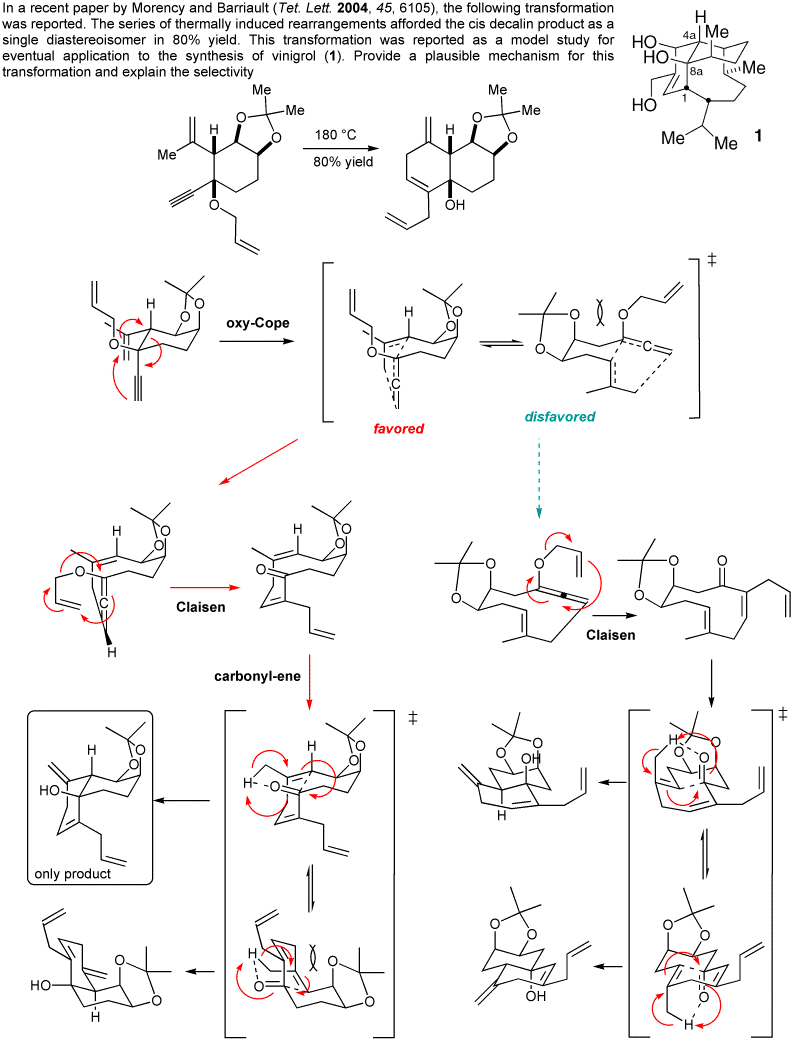 In a recent paper by Morency and Barriault (Tet. Lett. 2004, 45, 6105), the following transformation
was reported. The series of thermally induced rearrangements afforded the cis decalin product as a
single diastereoisomer in 80% yield. This transformation was reported as a model study for
eventual application to the synthesis of vinigrol (1). Provide a plausible mechanism for this
transformation and explain the selectivity
H
4a
Me
HO
HO
8a
Me
HO
1
Me
Me
1
Me
Me
O
O
H
Me
O
180 °C
80% yield
Me
Me
O
O
H
OH
H
O
O
O
oxy-Cope
H
O
O
O
C
favored
‡
O
O
O
C
disfavored
H
O
O
O
C
H
Claisen
H
O
O
O
O
O
O
Claisen
O
O
O
carbonyl-ene
H
O
O
HO
only product
‡
H
O
O
H
O
H
O
O
O
HO
O
O
H
O
O
OH
H
‡
H
O
O
O
O
O
OH
O
O
O
H